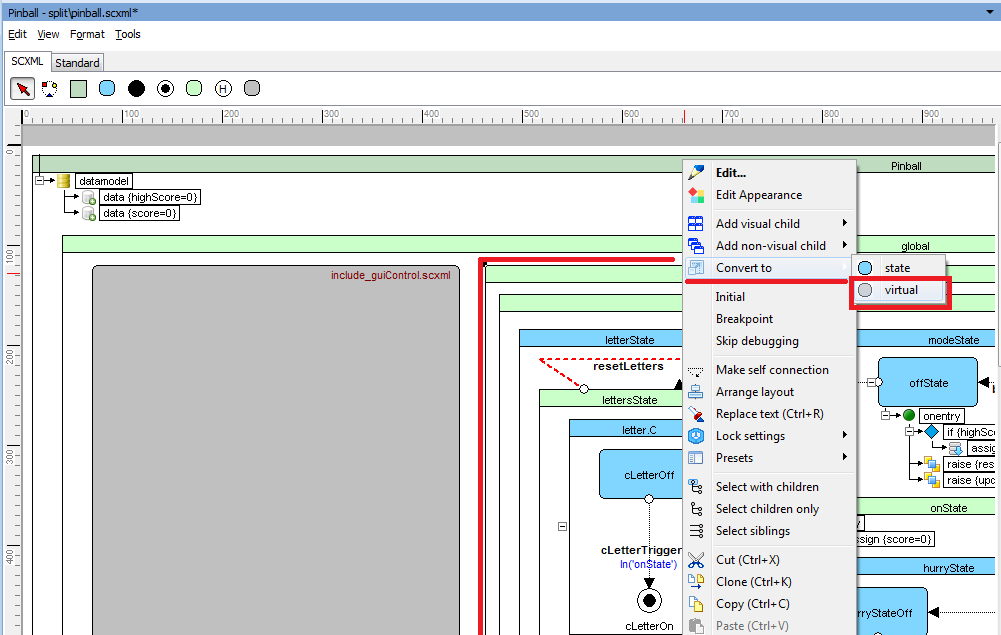 Pinball - split\pinball.scxml*
Edit View Format Tools
SCXML Standard
H
0 100 200 300 400 500 600 700 800 900
0
100
200
300
400
Pinball
datamodel
data {highScore=0}
data {score=0}
global
include_guiControl.scxml
letterState
resetLetters
lettersState
letter.C
cLetterOff
cLetterTrigger
In('onState')
cLetterOn
Edit...
Edit Appearance
Add visual child
Add non-visual child
Convert to
Initial
Breakpoint
Skip debugging
Make self connection
Arrange layout
Replace text (Ctrl+R)
Lock settings
Presets
Select with children
Select children only
Select siblings
Cut (Ctrl+X)
Clone (Ctrl+K)
Copy (Ctrl+C)
Paste (Ctrl+V)
state
virtual
modeState
offState
onentry
if {highSco
assig
raise {res
raise {upd
onState
ssign {score=0}
hurryState
rryStateOff